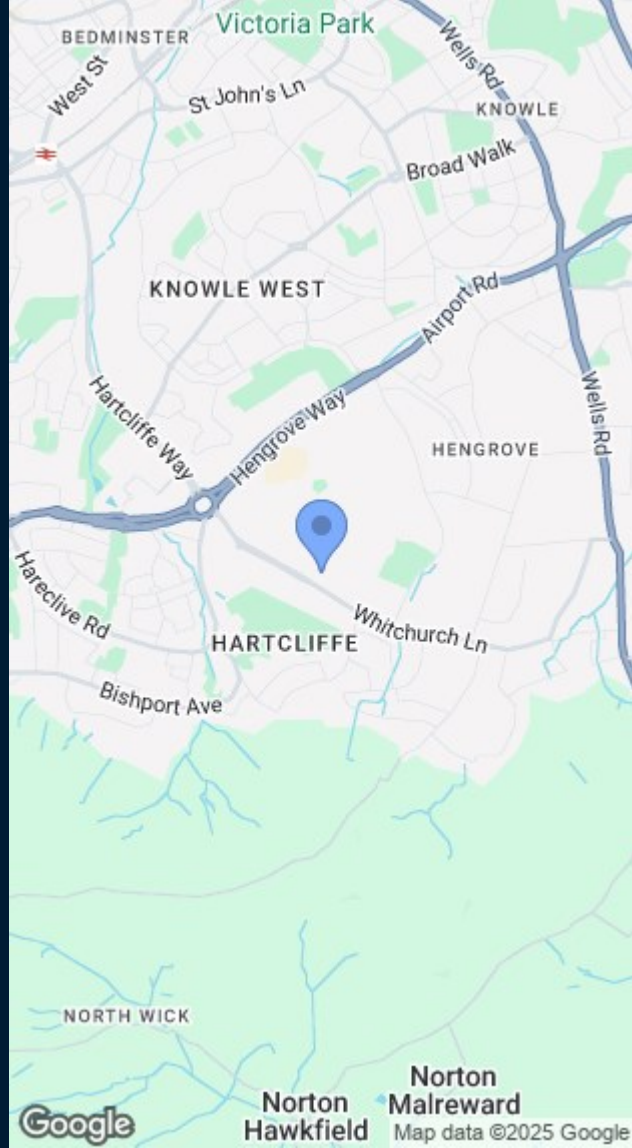 Victoria Park
BEDMINSTER
West St
Wells Rd
St John's Ln
KNOWLE
Broad Walk
KNOWLE WEST
Airport Rd
Hartcliffe Way
Hengrove Way
Wells Rd
HENGROVE
Hareclive Rd
Whitchurch Ln
HARTCLIFFE
Bishport Ave
NORTH WICK
Norton
Malreward
Norton
Hawkfield
Google
Map data ©2025 Google